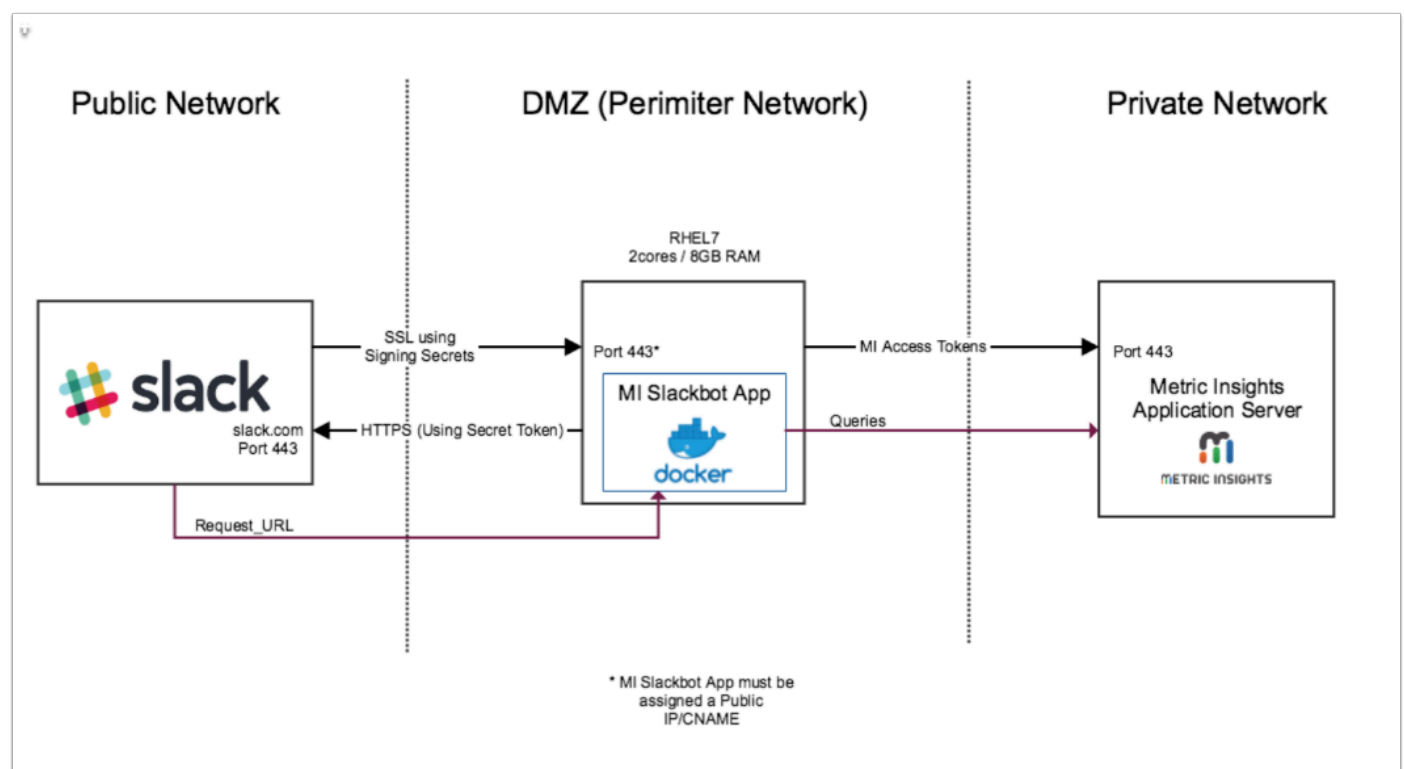 Public Network
DMZ (Perimiter Network)
Private Network
RHEL7
2cores / 8GB RAM
SSL using
Signing Secrets
Port 443*
MI Access Tokens
Port 443
slack
slack.com
Port 443
HTTPS (Using Secret Token)
MI Slackbot App
docker
Queries
Metric Insights
Application Server
METRIC INSIGHTS
Request_URL
* MI Slackbot App must be
assigned a Public
IP/CNAME